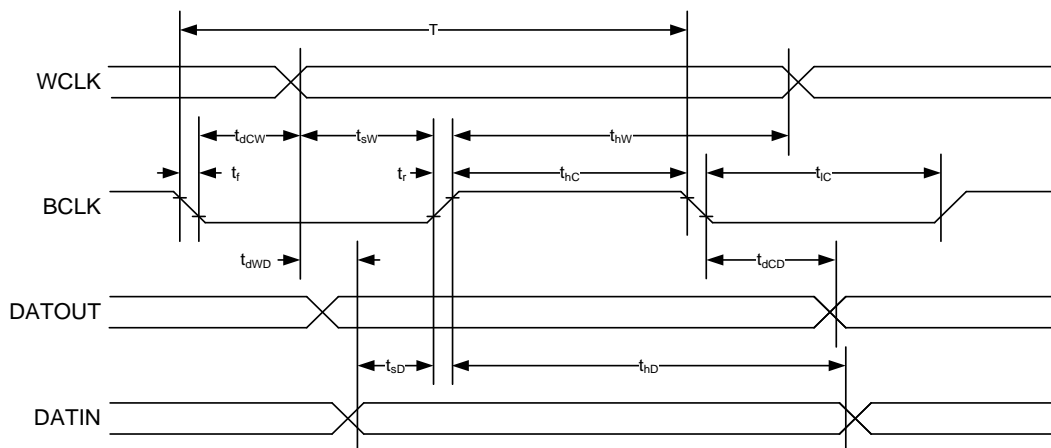 T
WCLK
tdCW
tsW
thW
tf
tr
thC
tlC
BCLK
tdWD
tdCD
DATOUT
tsD
thD
DATIN